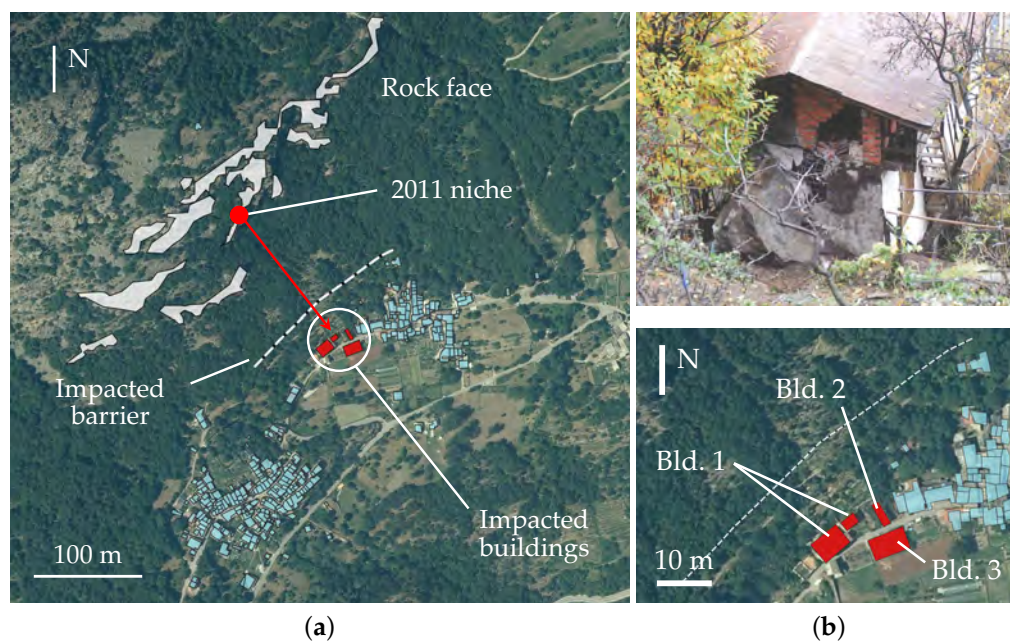 N
Rock face
2011 niche
Impacted
barrier
Impacted
buildings
100 m
N
Bld. 2
Bld. 1
Bld. 3
10 m
(a)
(b)